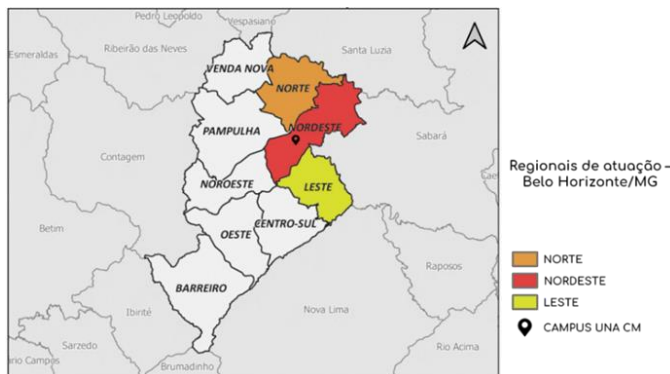 Pedro Leopoldo
Vespasiano
Esmeraldas
Ribeirão das Neves
Santa Luzia
VENDA NOVA
NORTE
NORDESTE
PAMPULHA
Sabará
Contagem
Regionais de atuação –
Belo Horizonte/MG
NOROESTE
LESTE
Betim
OESTE
CENTRO-SUL
NORTE
Raposos
NORDESTE
BARREIRO
LESTE
Ibirité
Nova Lima
CAMPUS UNA CM
Sarzedo
Rio Acima
ário Campos
Brumadinho